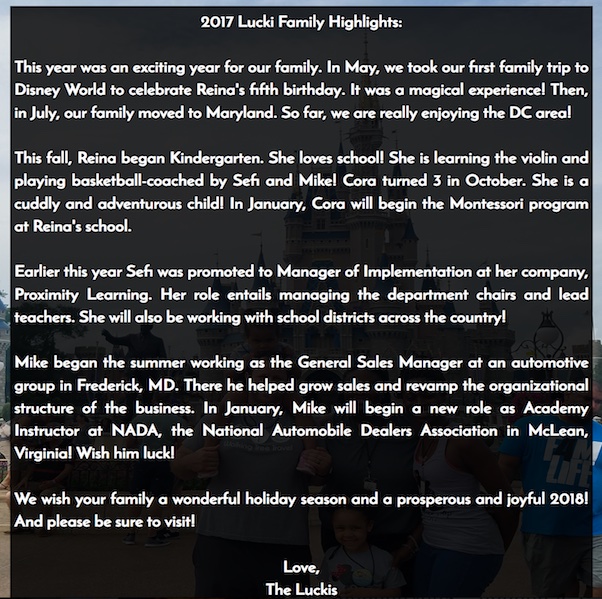 2017 Lucki Family Highlights:
This year was an exciting year for our family. In May, we took our first family trip to
Disney World to celebrate Reina's fifth birthday. It was a magical experience! Then,
in July, our family moved to Maryland. So far, we are really enjoying the DC area!
This fall, Reina began Kindergarten. She loves school! She is learning the violin and
playing basketball-coached by Sefi and Mike! Cora turned 3 in October. She is a
cuddly and adventurous child! In January, Cora will begin the Montessori program
at Reina's school.
Earlier this year Sefi was promoted to Manager of Implementation at her company,
Proximity Learning. Her role entails managing the department chairs and lead
teachers. She will also be working with school districts across the country!
Mike began the summer working as the General Sales Manager at an automotive
group in Frederick, MD. There he helped grow sales and revamp the organizational
structure of the business. In January, Mike will begin a new role as Academy
Instructor at NADA, the National Automobile Dealers Association in McLean,
Virginia! Wish him luck!
We wish your family a wonderful holiday season and a prosperous and joyful 2018!
And please be sure to visit!
Love,
The Luckis